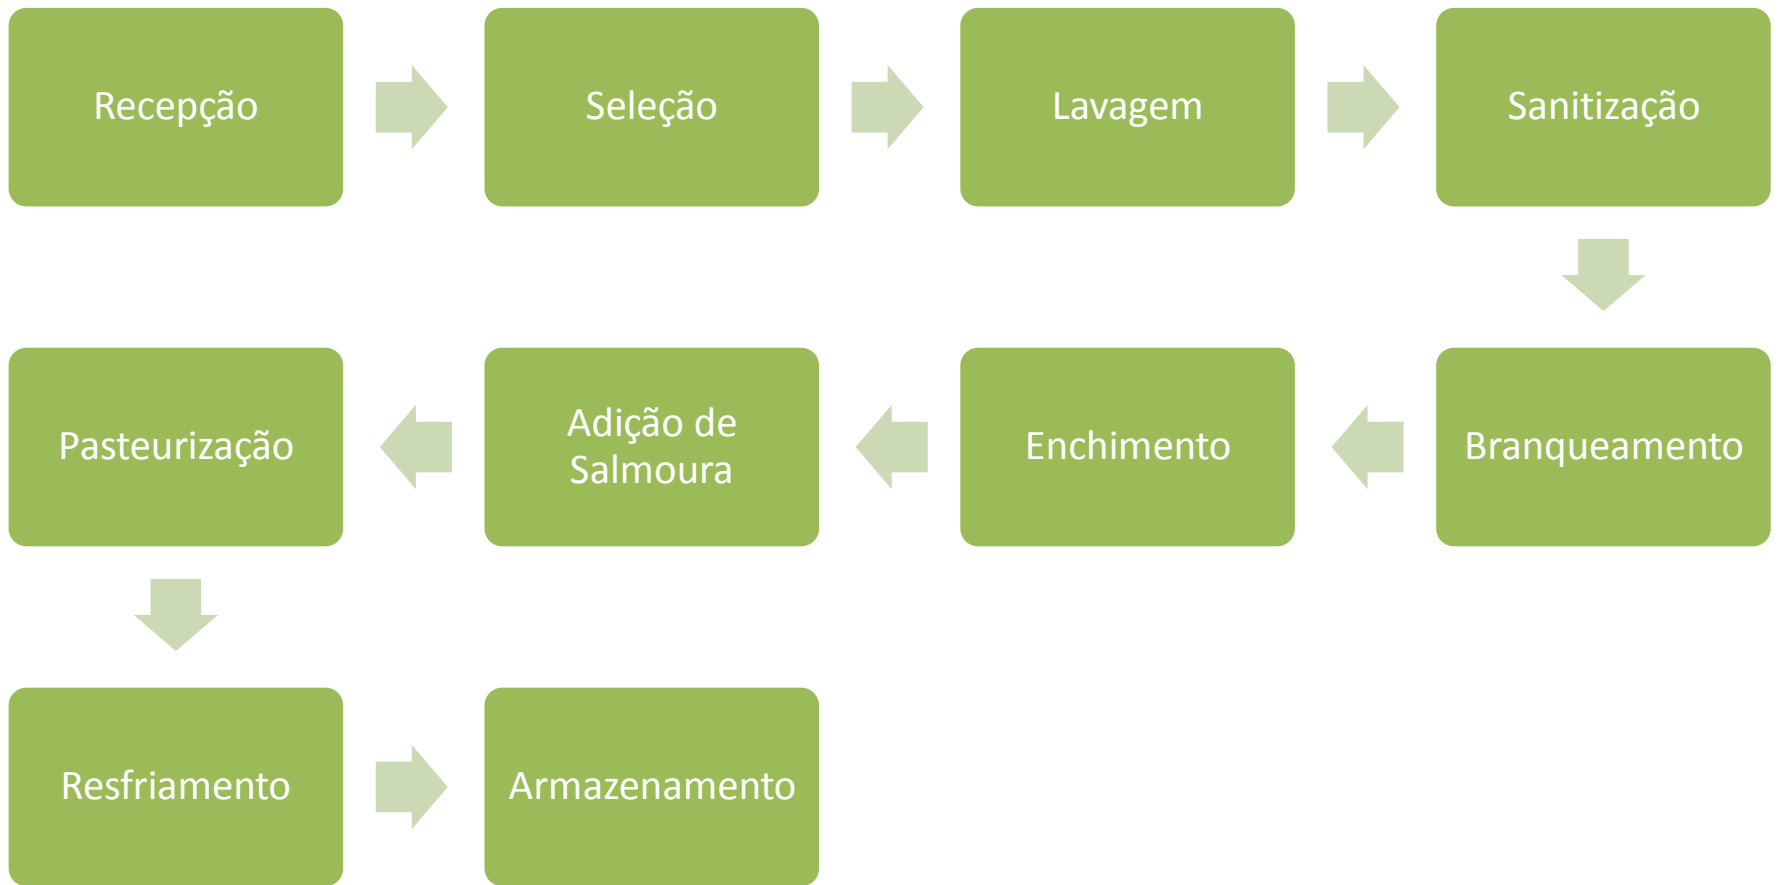 Recepção
Seleção
Lavagem
Sanitização
Branqueamento
Enchimento
Adição de
Salmoura
Pasteurização
Resfriamento
Armazenamento